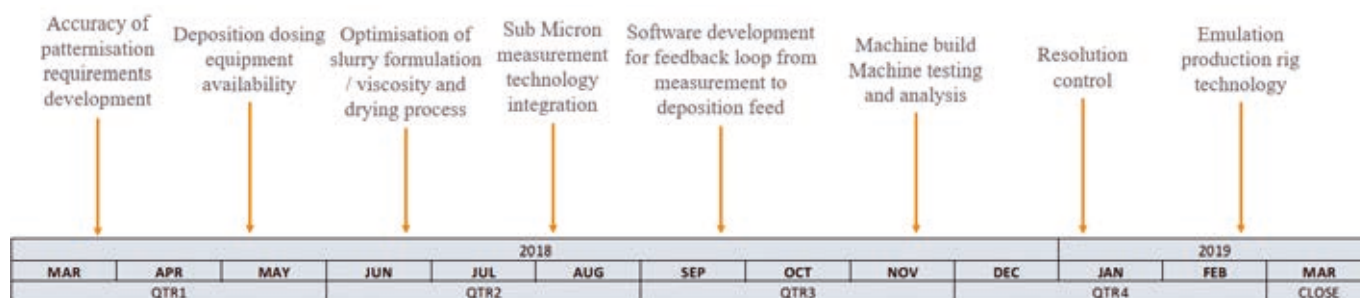 Accuracy of
patternisation
requirements
development
Deposition dosing
equipment
availability
Optimisation of
slurry formulation
/ viscosity and
drying process
Sub Micron
measurement
technology
integration
Software development
for feedback loop from
measurement to
deposition feed
Machine build
Machine testing
and analysis
Resolution
control
Emulation
production rig
technology
2018 2019
MAR APR MAY JUN JUL AUG SEP OCT NOV DEC JAN FEB MAR
QTR1 QTR2 QTR3 QTR4 CLOSE